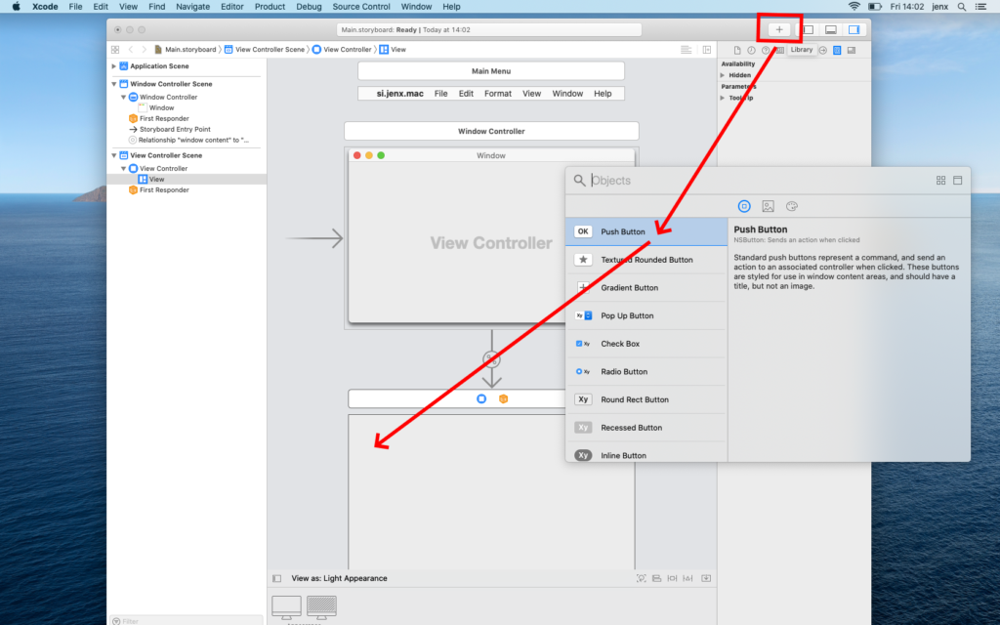 Xcode File Edit View Find Navigate Editor Product Debug Source Control Window Help
Fri 14:02 jenx
Main.storyboard: Ready | Today at 14:02
Main.storyboard View Controller Scene View Controller View
Library
Application Scene
Window Controller Scene
Window Controller
Window
First Responder
Storyboard Entry Point
Relationship "window content" to "...
View Controller Scene
View Controller
View
First Responder
Filter
Main Menu
si.jenx.mac File Edit Format View Window Help
Window Controller
Window
View Controller
View as: Light Appearance
Availability
Hidden
Parameters
Objects
OK Push Button
Textured Rounded Button
Gradient Button
Xy Pop Up Button
Xy Check Box
Xy Radio Button
Xy Round Rect Button
Xy Recessed Button
Xy Inline Button
Push Button
NSButton: Sends an action when clicked
Standard push buttons represent a command, and send an
action to an associated controller when clicked. These buttons
are styled for use in window content areas, and should have a
title, but not an image.